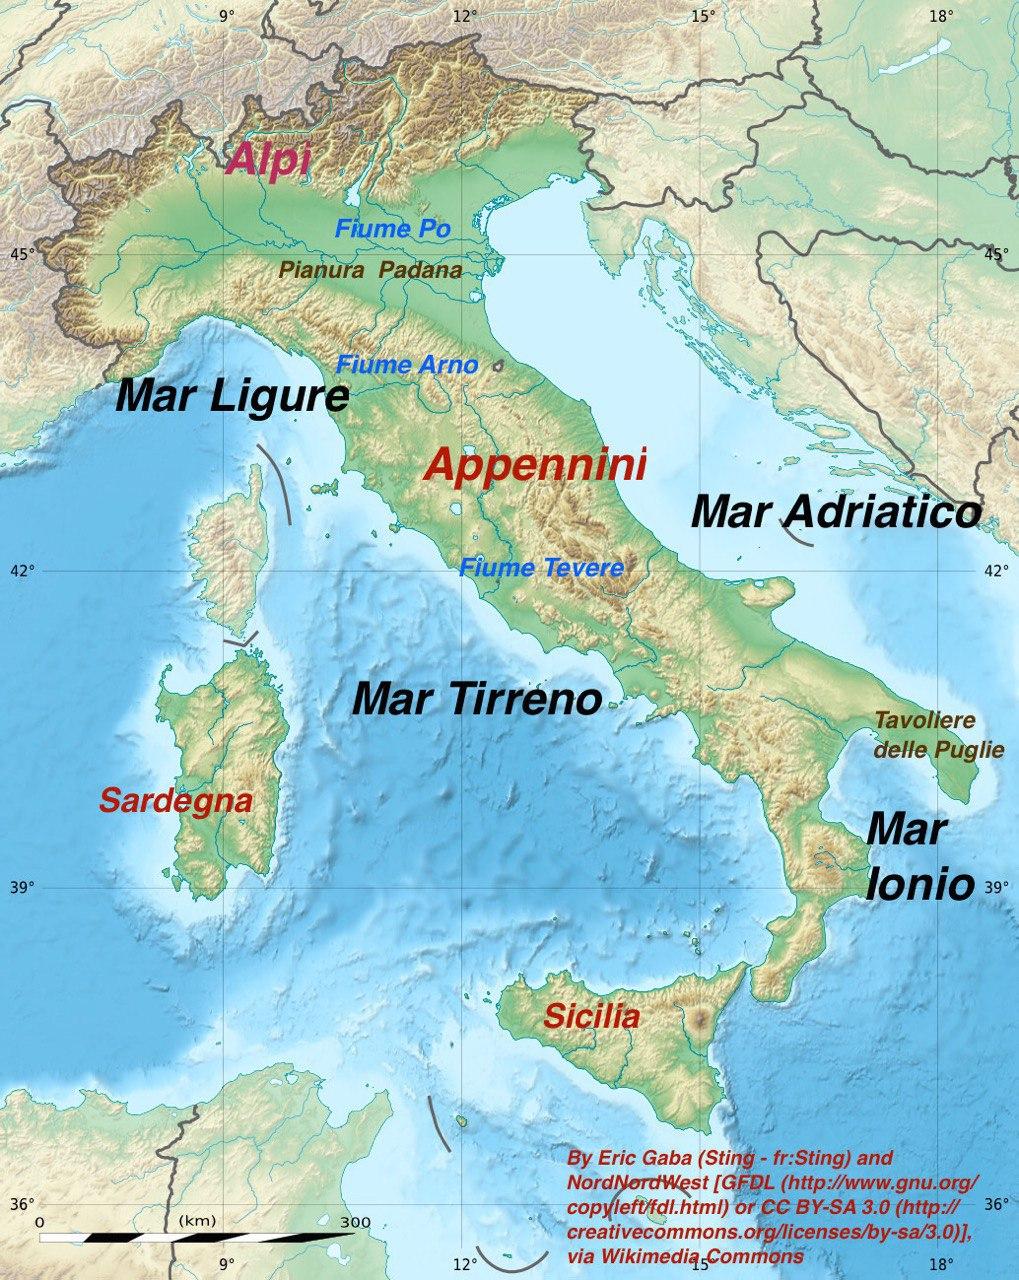 9° 12° 15° 18°
Alpi
Fiume Po
45° 45°
Pianura Padana
Fiume Arno
Mar Ligure
Appennini
Mar Adriatico
42° Fiume Tevere 42°
Mar Tirreno
Tavoliere
delle Puglie
Sardegna
Mar
Ionio
39° 39°
Sicilia
By Eric Gaba (Sting - fr:Sting) and
NordNordWest [GFDL (http://www.gnu.org/
copyleft/fdl.html) or CC BY-SA 3.0 (http://
creativecommons.org/licenses/by-sa/3.0)],
via Wikimedia Commons
36° 36°
0 (km) 300
9° 12° 15° 18°